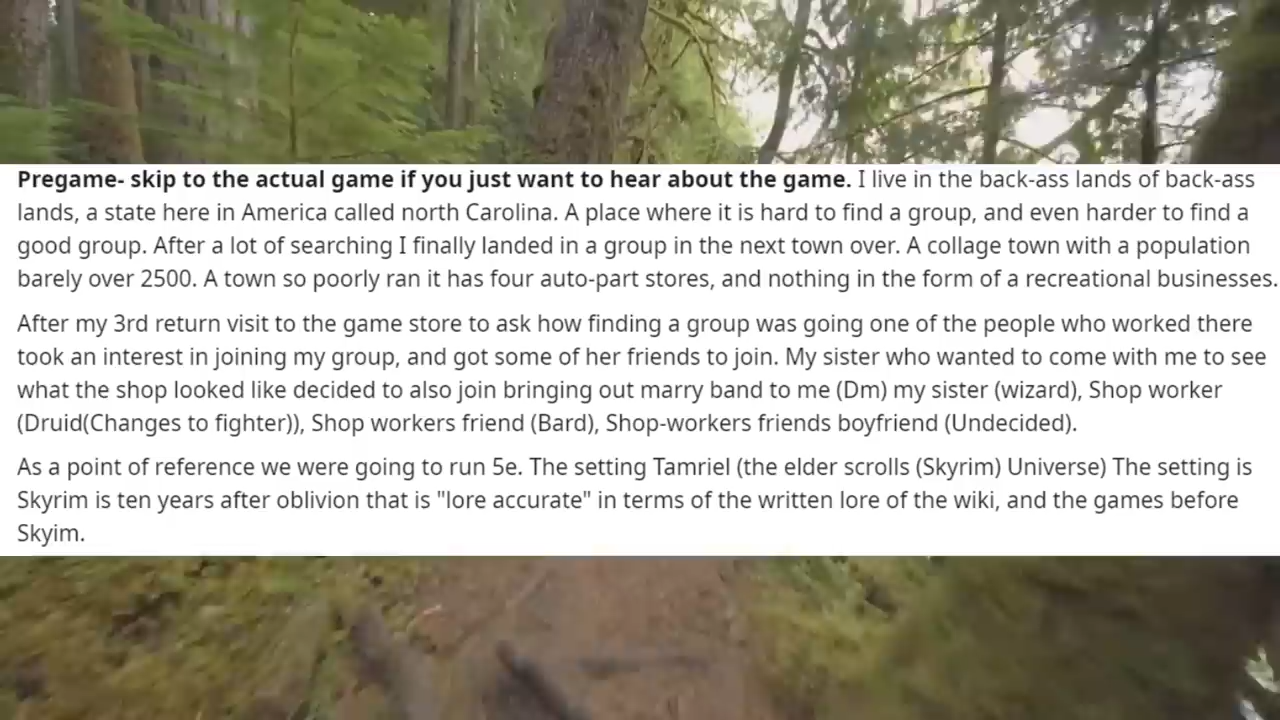 Pregame- skip to the actual game if you just want to hear about the game. I live in the back-ass lands of back-ass
lands, a state here in America called north Carolina. A place where it is hard to find a group, and even harder to find a
good group. After a lot of searching I finally landed in a group in the next town over. A collage town with a population
barely over 2500. A town so poorly ran it has four auto-part stores, and nothing in the form of a recreational businesses.
After my 3rd return visit to the game store to ask how finding a group was going one of the people who worked there
took an interest in joining my group, and got some of her friends to join. My sister who wanted to come with me to see
what the shop looked like decided to also join bringing out marry band to me (Dm) my sister (wizard), Shop worker
(Druid(Changes to fighter)), Shop workers friend (Bard), Shop-workers friends boyfriend (Undecided).
As a point of reference we were going to run 5e. The setting Tamriel (the elder scrolls (Skyrim) Universe) The setting is
Skyrim is ten years after oblivion that is "lore accurate" in terms of the written lore of the wiki, and the games before
Skyim.